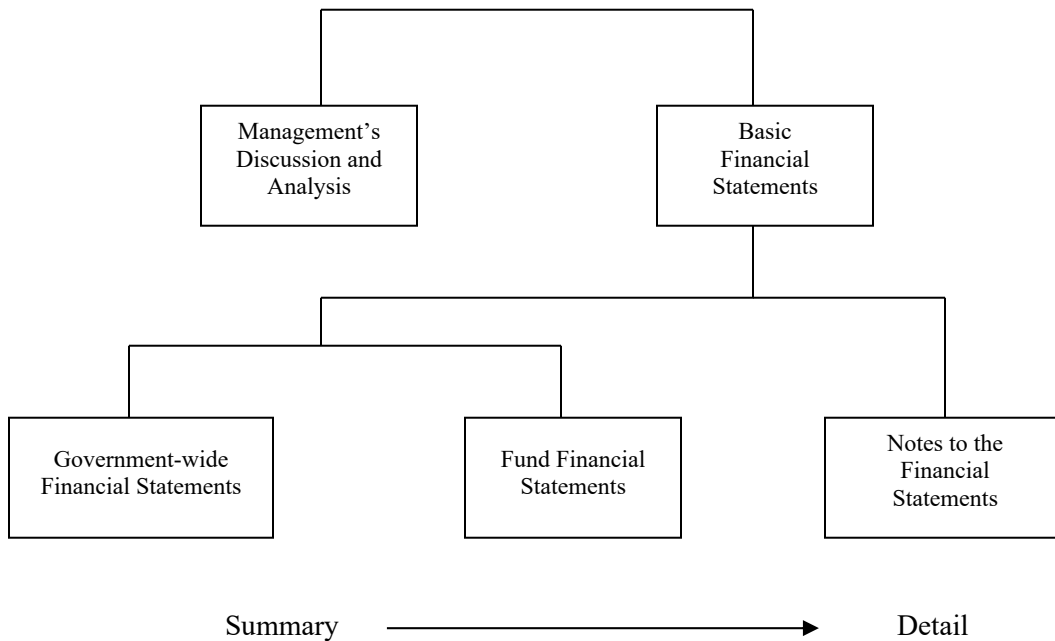 Management’s
Discussion and
Analysis
Basic
Financial
Statements
Government-wide
Financial Statements
Fund Financial
Statements
Notes to the
Financial
Statements
Summary
Detail